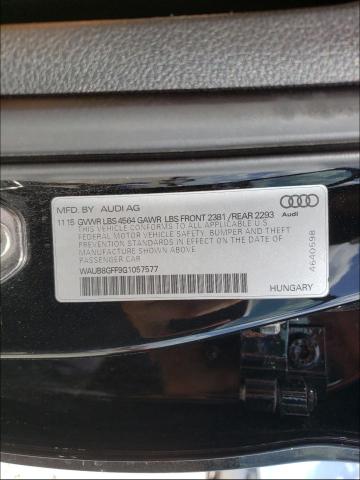 MFD. BY AUDI AG
11 15 GVWR LBS 4564 GAWR LBS FRONT 2381 /REAR 2293
THIS VEHICLE CONFORMS TO ALL APPLICABLE U.S
FEDERAL MOTOR VEHICLE SAFETY, BUMPER AND THEFT
PREVENTION STANDARDS IN EFFECT ON THE DATE OF
MANUFACTURE SHOWN ABOVE.
PASSENGER CAR
WAUB8GFF9G1057577
Audi
4640598
HUNGARY